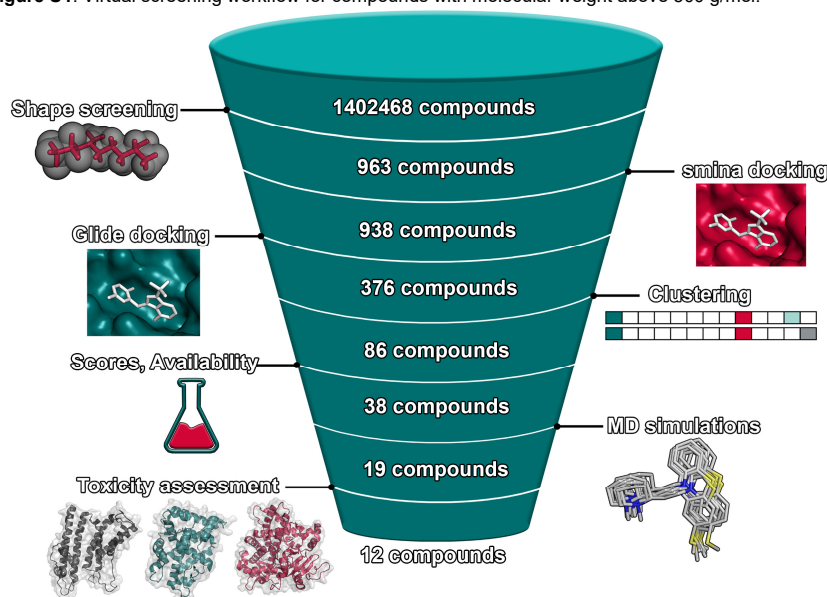 Shape screening
1402468 compounds
963 compounds
smina docking
Glide docking
938 compounds
376 compounds
Clustering
Scores, Availability
86 compounds
38 compounds
MD simulations
Toxicity assessment
19 compounds
12 compounds